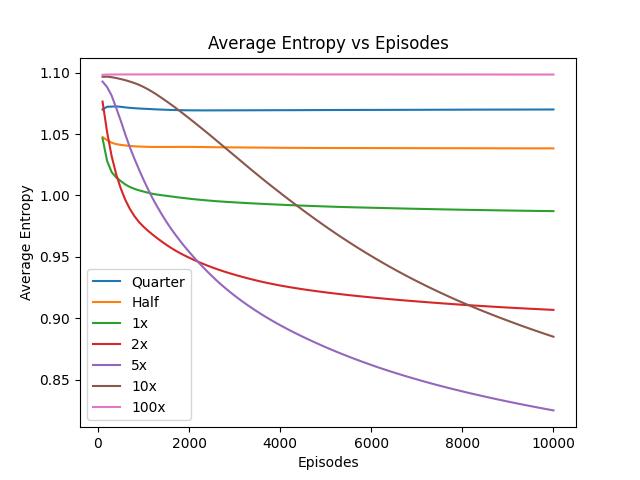 Average Entropy vs Episodes
Average Entropy
1.10
1.05
1.00
0.95
0.90
0.85
Quarter
Half
1x
2x
5x
10x
100x
0 2000 4000 6000 8000 10000
Episodes